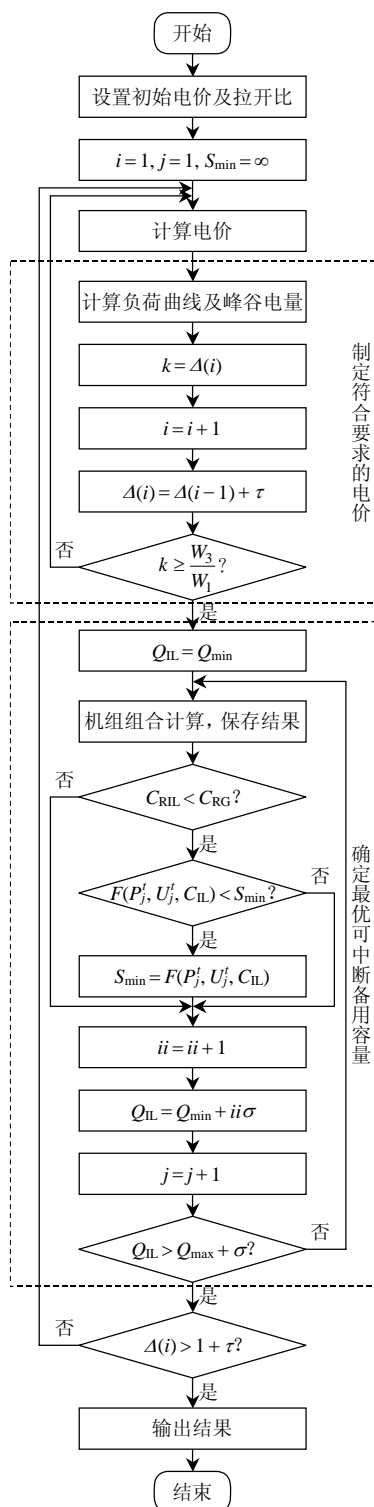 开始
设置初始电价及拉开比
i=1, j=1, S_min=∞
计算电价
计算负荷曲线及峰谷电量
k=Δ(i)
i=i+1
Δ(i)=Δ(i−1)+τ
否
k≥W_3/W_1?
是
制定符合要求的电价
Q_IL=Q_min
机组组合计算,保存结果
否
C_RIL<C_RG?
是
F(P_j^t, U_j^t, C_IL)<S_min?
否
是
S_min=F(P_j^t, U_j^t, C_IL)
ii=ii+1
Q_IL=Q_min+iiσ
j=j+1
Q_IL>Q_max+σ?
否
是
确定最优可中断备用容量
否
Δ(i)>1+τ?
是
输出结果
结束